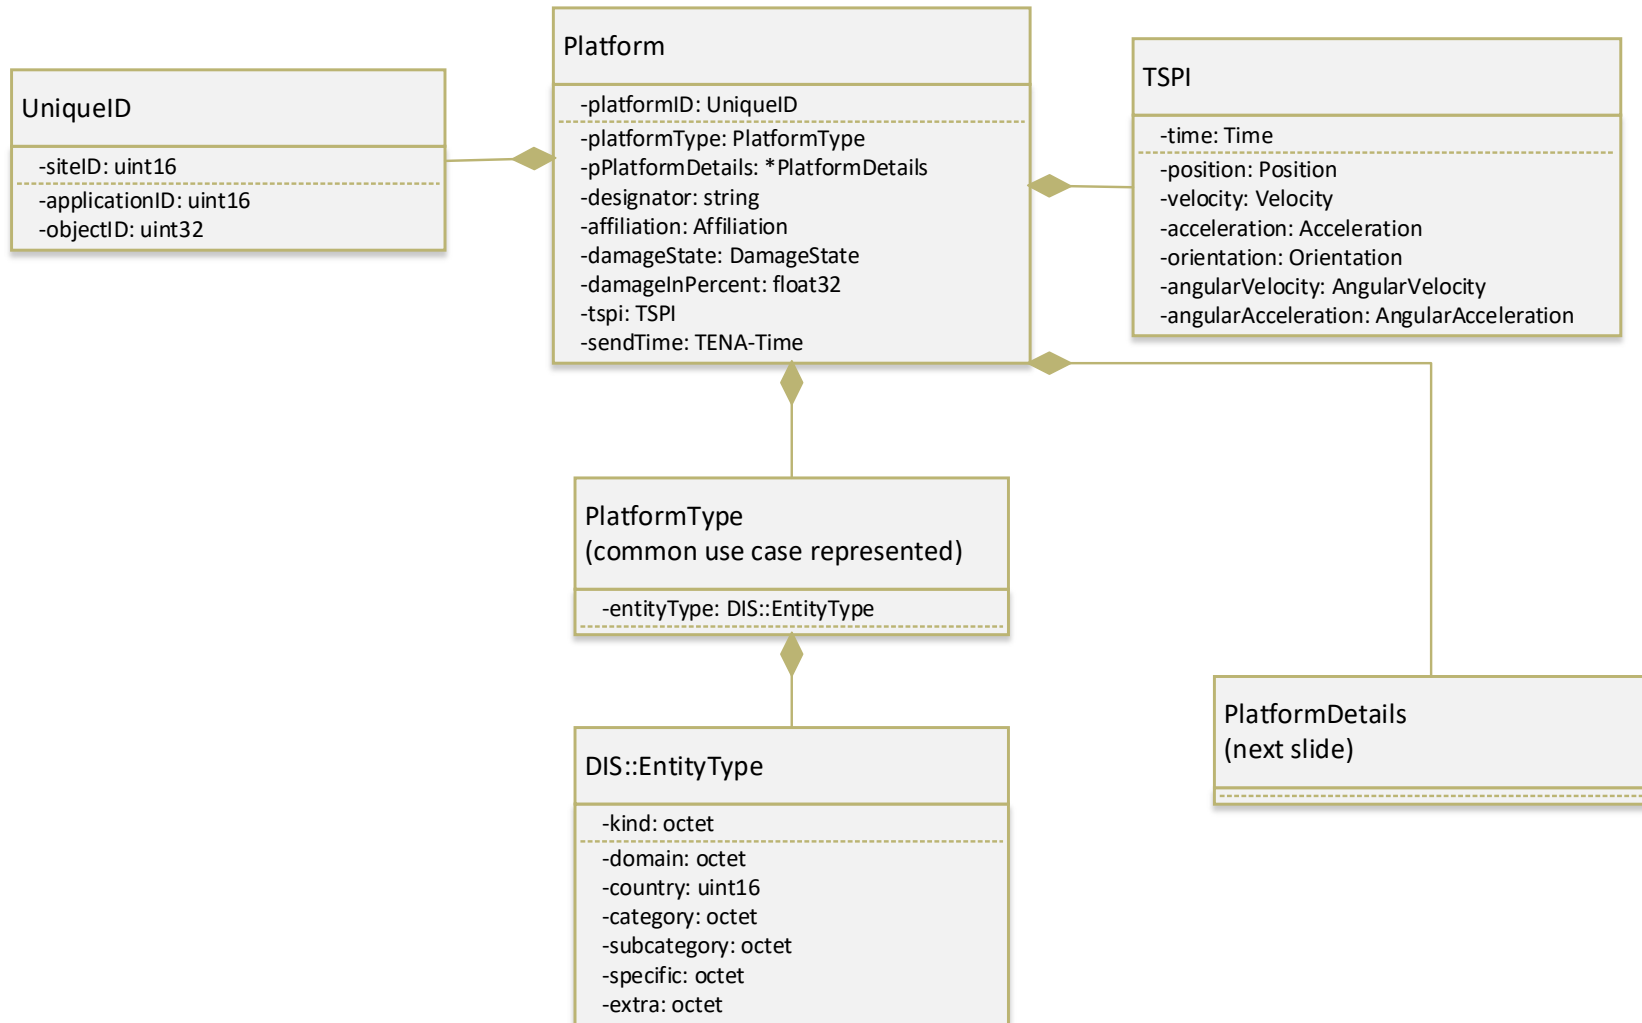 Platform
-platformID: UniqueID
-platformType: PlatformType
-pPlatformDetails: *PlatformDetails
-designator: string
-affiliation: Affiliation
-damageState: DamageState
-damageInPercent: float32
-tspi: TSPI
-sendTime: TENA-Time
UniqueID
-siteID: uint16
-applicationID: uint16
-objectID: uint32
TSPI
-time: Time
-position: Position
-velocity: Velocity
-acceleration: Acceleration
-orientation: Orientation
-angularVelocity: AngularVelocity
-angularAcceleration: AngularAcceleration
PlatformType
(common use case represented)
-entityType: DIS::EntityType
PlatformDetails
(next slide)
DIS::EntityType
-kind: octet
-domain: octet
-country: uint16
-category: octet
-subcategory: octet
-specific: octet
-extra: octet